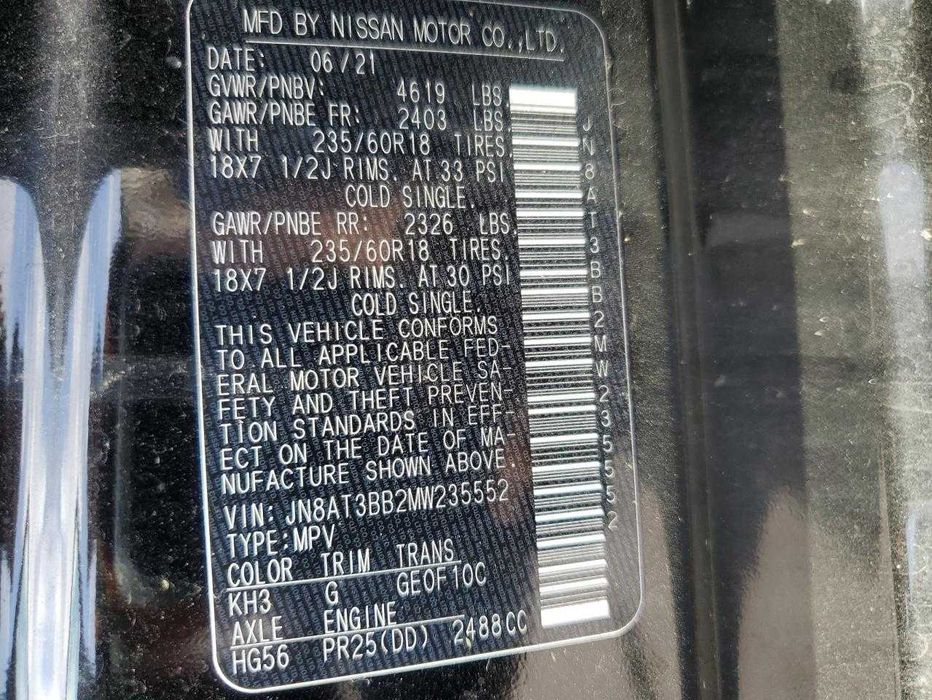 MFD BY NISSAN MOTOR CO.,LTD.
DATE: 06/21
GVWR/PNBV: 4619 LBS.
GAWR/PNBE FR: 2403 LBS.
WITH 235/60R18 TIRES.
18X7 1/2J RIMS. AT 33 PSI
COLD SINGLE.
GAWR/PNBE RR: 2326 LBS.
WITH 235/60R18 TIRES.
18X7 1/2J RIMS. AT 30 PSI
COLD SINGLE.
THIS VEHICLE CONFORMS
TO ALL APPLICABLE FED-
ERAL MOTOR VEHICLE SA-
FETY AND THEFT PREVEN-
TION STANDARDS IN EFF-
ECT ON THE DATE OF MA-
NUFACTURE SHOWN ABOVE.
VIN: JN8AT3BB2MW235552
TYPE:MPV
COLOR TRIM TRANS
KH3 G GEOF10C
AXLE ENGINE
HG56 PR25(DD) 2488CC
JN8AT3BB2MW235552